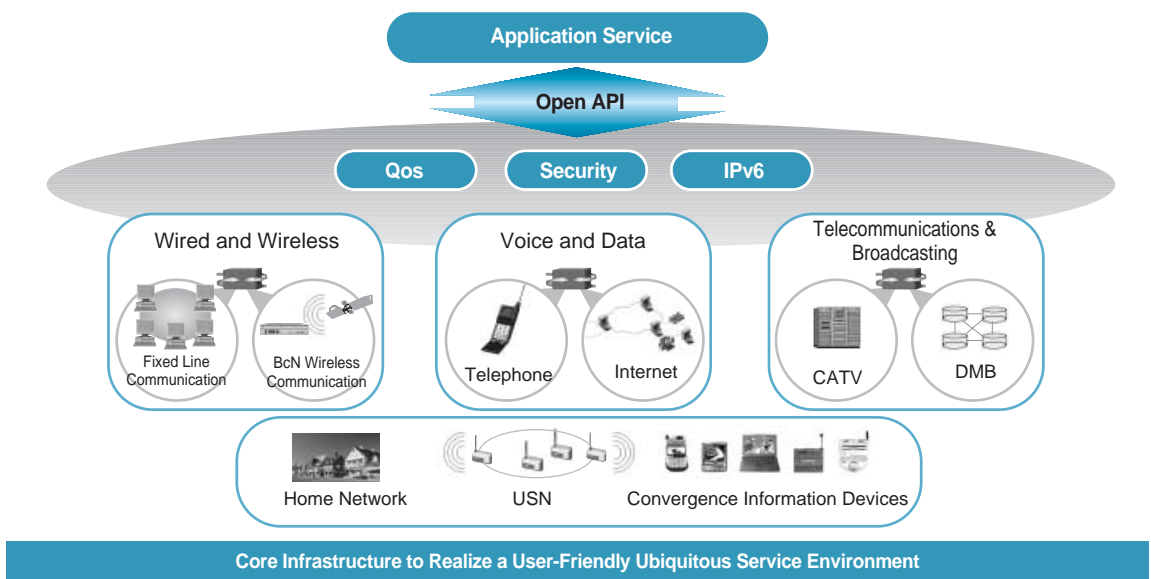 Application Service
Open API
Qos
Security
IPv6
Wired and Wireless
Fixed Line
Communication
BcN Wireless
Communication
Voice and Data
Telephone
Internet
Telecommunications &
Broadcasting
CATV
DMB
Home Network
USN
Convergence Information Devices
Core Infrastructure to Realize a User-Friendly Ubiquitous Service Environment